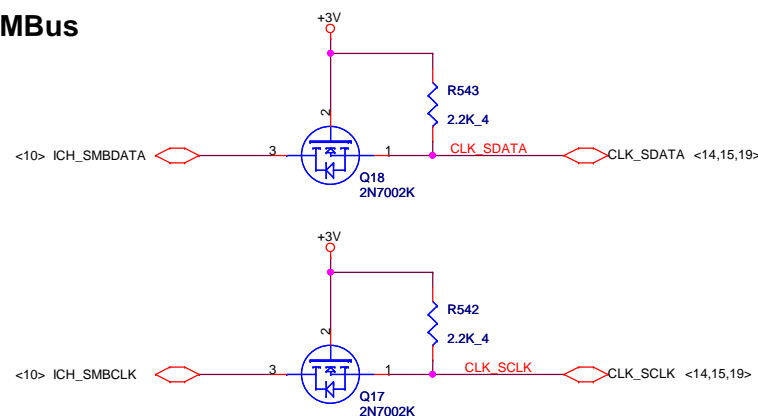 MBus
+3V
R543
2.2K_4
2
<10> ICH_SMBDATA
3
1
CLK_SDATA
CLK_SDATA <14,15,19>
Q18
2N7002K
+3V
R542
2.2K_4
2
<10> ICH_SMBCLK
3
1
CLK_SCLK
CLK_SCLK <14,15,19>
Q17
2N7002K